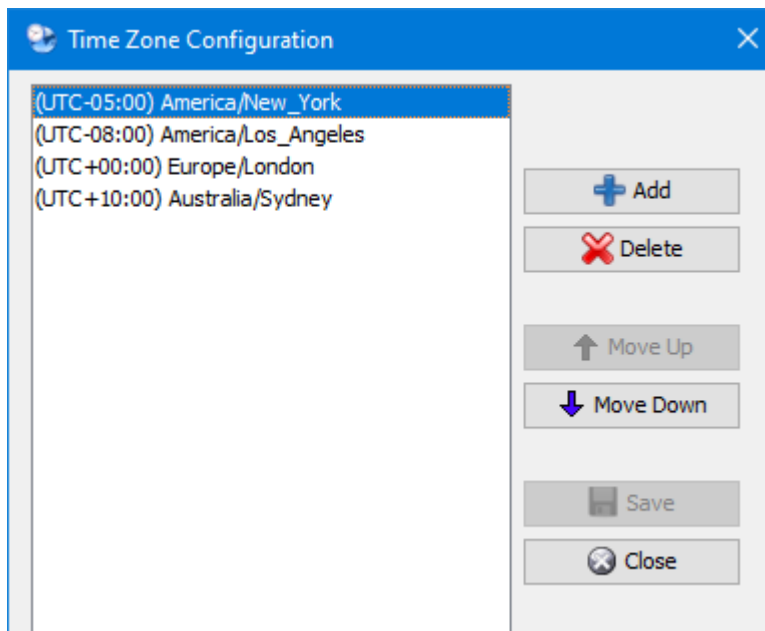 Time Zone Configuration
(UTC-05:00) America/New_York
(UTC-08:00) America/Los_Angeles
(UTC+00:00) Europe/London
(UTC+10:00) Australia/Sydney
Add
Delete
Move Up
Move Down
Save
Close